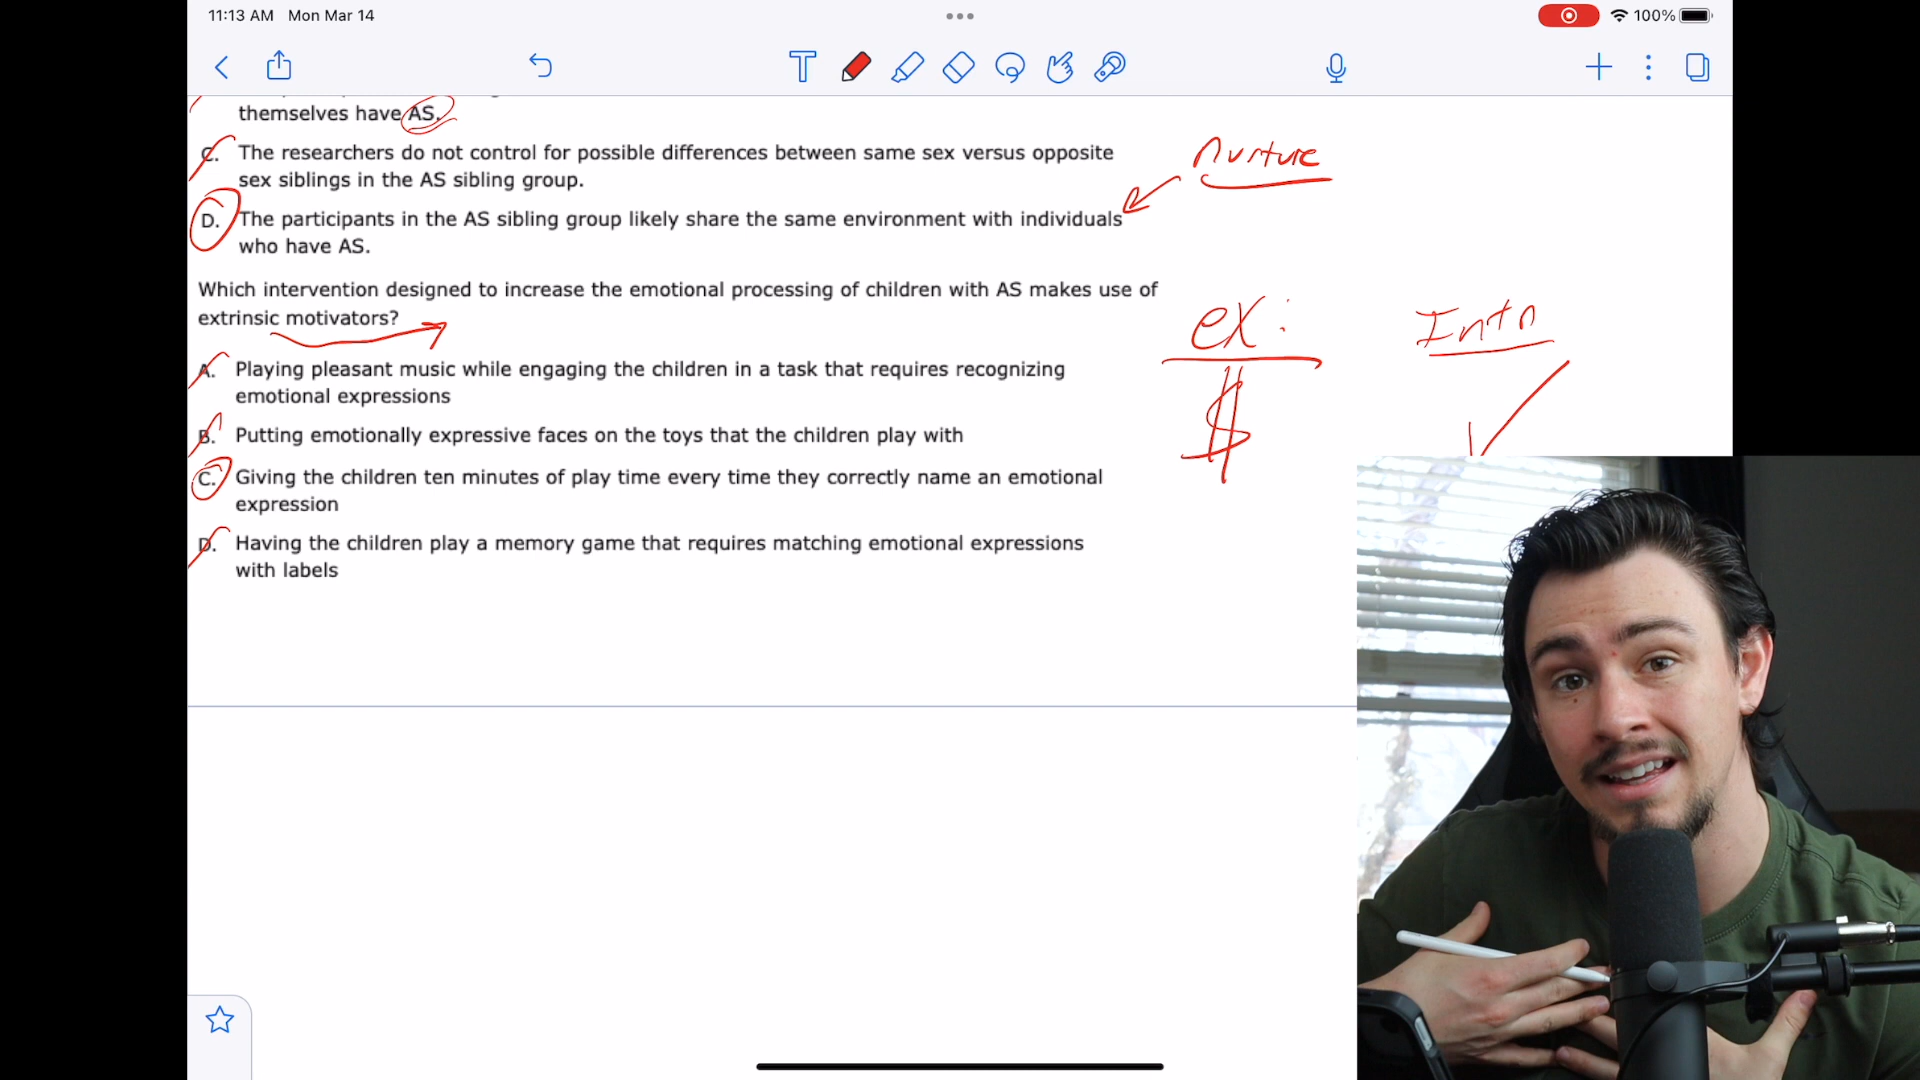 11:13 AM Mon Mar 14
100%
themselves have AS.
nurture
C. The researchers do not control for possible differences between same sex versus opposite
sex siblings in the AS sibling group.
D. The participants in the AS sibling group likely share the same environment with individuals
who have AS.
Which intervention designed to increase the emotional processing of children with AS makes use of
extrinsic motivators?
ex:
Intn
$
A. Playing pleasant music while engaging the children in a task that requires recognizing
emotional expressions
B. Putting emotionally expressive faces on the toys that the children play with
C. Giving the children ten minutes of play time every time they correctly name an emotional
expression
D. Having the children play a memory game that requires matching emotional expressions
with labels